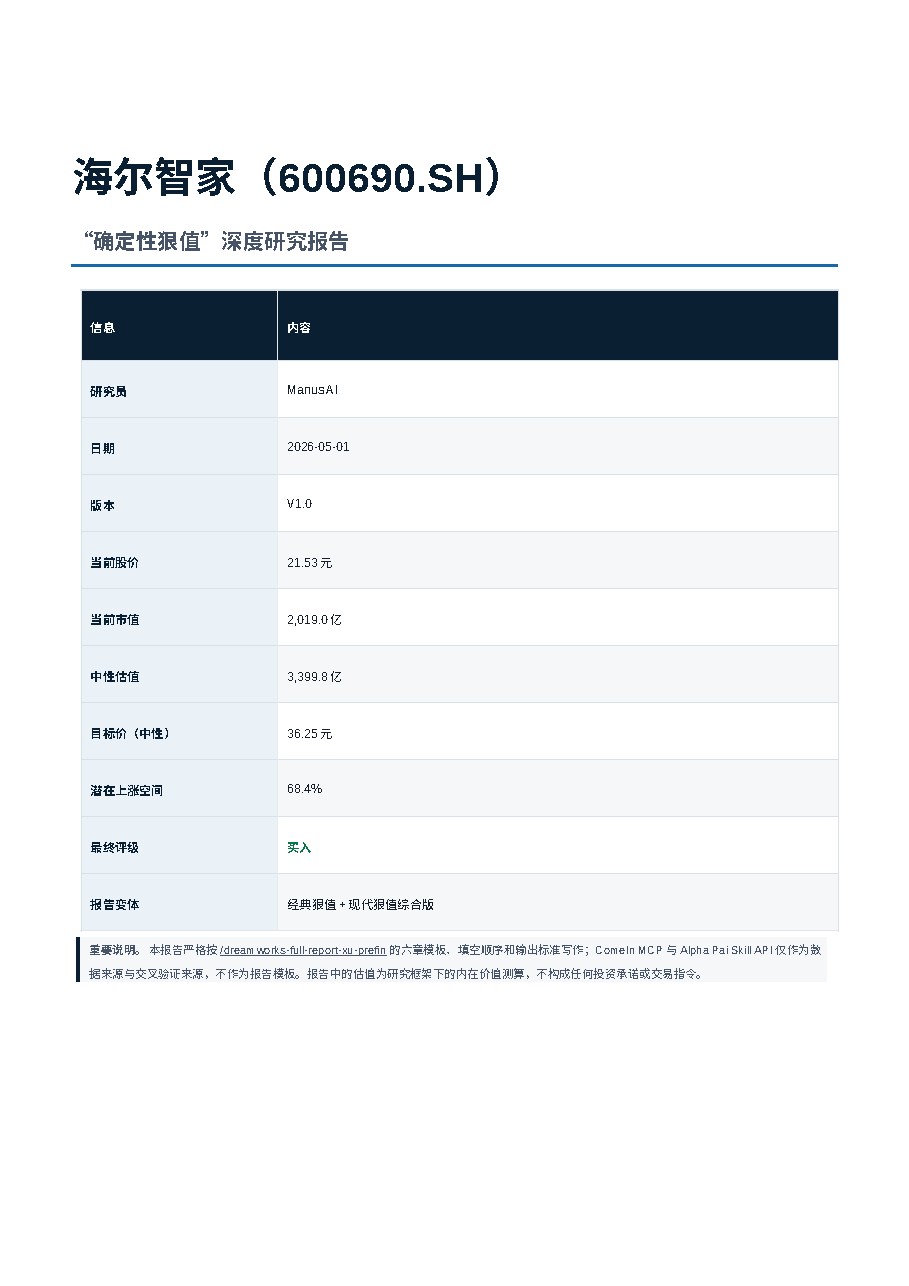 海尔智家（600690.SH）
“确定性狠值”深度研究报告
信息 内容
研究员 ManusAI
日期 2026-05-01
版本 V1.0
当前股价 21.53 元
当前市值 2,019.0 亿
中性估值 3,399.8 亿
目标价（中性） 36.25 元
潜在上涨空间 68.4%
最终评级 买入
报告变体 经典狠值 + 现代狠值综合版
重要说明。 本报告严格按 /dreamworks-full-report-xu-prefin 的六章模板、填空顺序和输出标准写作；ComeIn MCP 与 Alpha Pai Skill API 仅作为数
据来源与交叉验证来源，不作为报告模板。报告中的估值为研究框架下的内在价值测算，不构成任何投资承诺或交易指令。